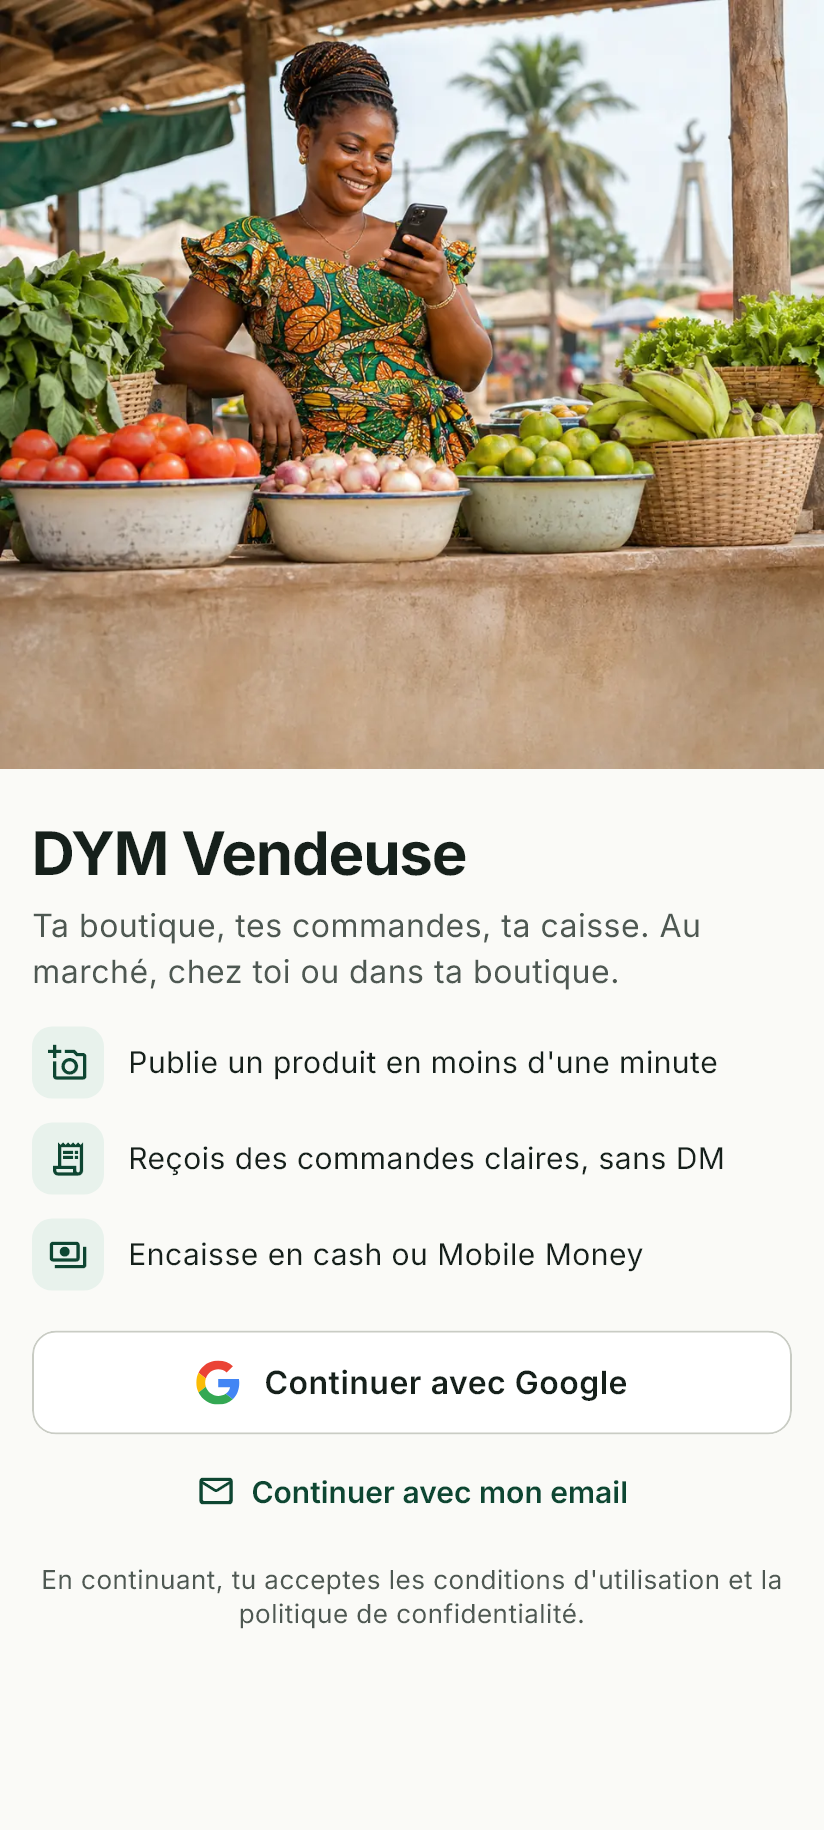 DYM Vendeuse
Ta boutique, tes commandes, ta caisse. Au
marché, chez toi ou dans ta boutique.
Publie un produit en moins d'une minute
Reçois des commandes claires, sans DM
Encaisse en cash ou Mobile Money
Continuer avec Google
Continuer avec mon email
En continuant, tu acceptes les conditions d'utilisation et la
politique de confidentialité.